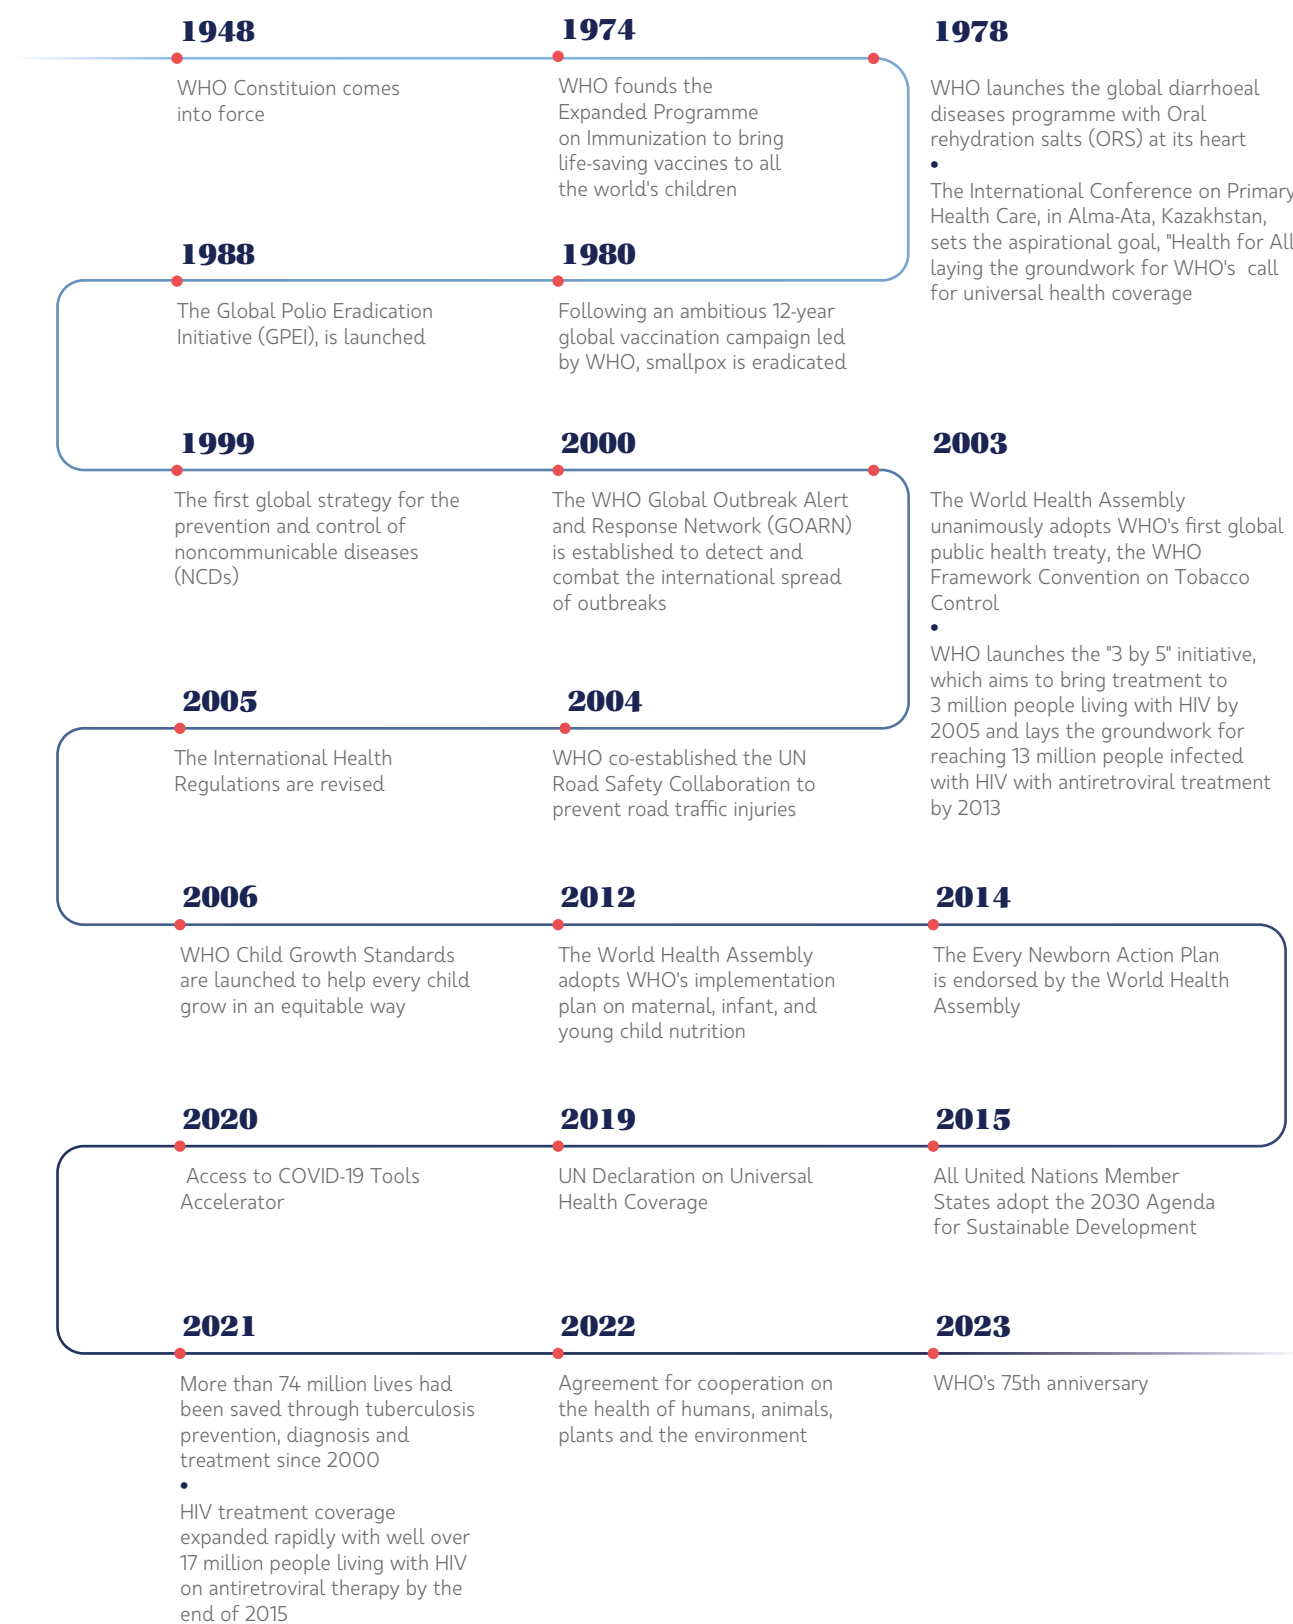 1948
WHO Constituion comes
into force
1974
WHO founds the
Expanded Programme
on Immunization to bring
life-saving vaccines to all
the world's children
1978
WHO launches the global diarrhoeal
diseases programme with Oral
rehydration salts (ORS) at its heart
•
The International Conference on Primary
Health Care, in Alma-Ata, Kazakhstan,
sets the aspirational goal, "Health for All
laying the groundwork for WHO's  call
for universal health coverage
1988
The Global Polio Eradication
Initiative (GPEI), is launched
1980
Following an ambitious 12-year
global vaccination campaign led
by WHO, smallpox is eradicated
1999
The first global strategy for the
prevention and control of
noncommunicable diseases
(NCDs)
2000
The WHO Global Outbreak Alert
and Response Network (GOARN)
is established to detect and
combat the international spread
of outbreaks
2003
The World Health Assembly
unanimously adopts WHO's first global
public health treaty, the WHO
Framework Convention on Tobacco
Control
•
WHO launches the "3 by 5" initiative,
which aims to bring treatment to
3 million people living with HIV by
2005 and lays the groundwork for
reaching 13 million people infected
with HIV with antiretroviral treatment
by 2013
2005
The International Health
Regulations are revised
2004
WHO co-established the UN
Road Safety Collaboration to
prevent road traffic injuries
2006
WHO Child Growth Standards
are launched to help every child
grow in an equitable way
2012
The World Health Assembly
adopts WHO's implementation
plan on maternal, infant, and
young child nutrition
2014
The Every Newborn Action Plan
is endorsed by the World Health
Assembly
2020
Access to COVID-19 Tools
Accelerator
2019
UN Declaration on Universal
Health Coverage
2015
All United Nations Member
States adopt the 2030 Agenda
for Sustainable Development
2021
More than 74 million lives had
been saved through tuberculosis
prevention, diagnosis and
treatment since 2000
•
HIV treatment coverage
expanded rapidly with well over
17 million people living with HIV
on antiretroviral therapy by the
end of 2015
2022
Agreement for cooperation on
the health of humans, animals,
plants and the environment
2023
WHO's 75th anniversary